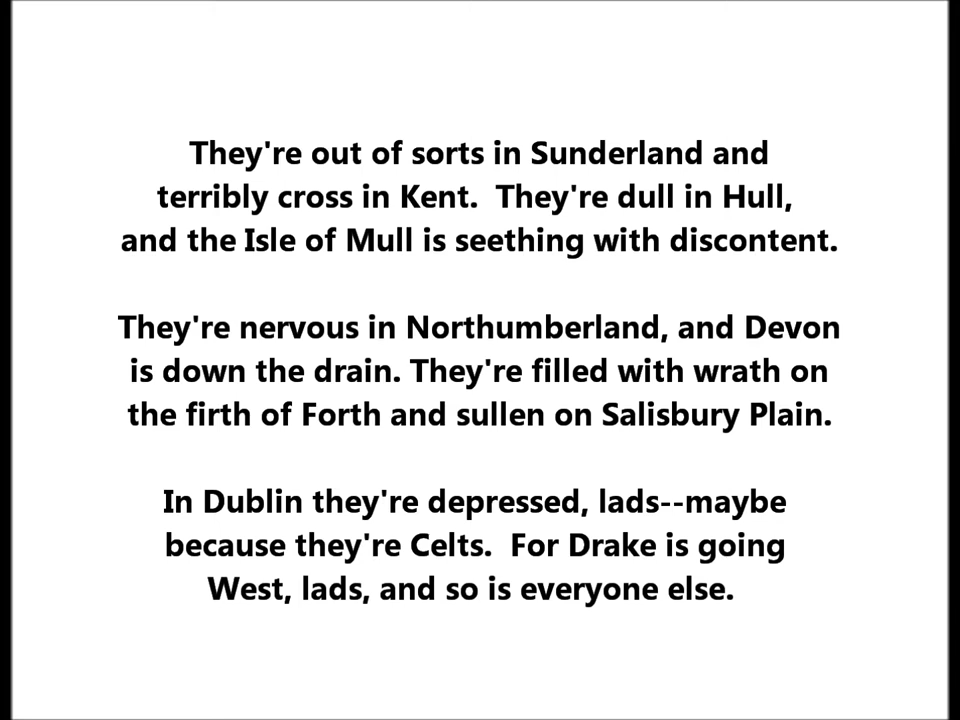 They're out of sorts in Sunderland and
terribly cross in Kent.  They're dull in Hull,
and the Isle of Mull is seething with discontent.
They're nervous in Northumberland, and Devon
is down the drain. They're filled with wrath on
the firth of Forth and sullen on Salisbury Plain.
In Dublin they're depressed, lads--maybe
because they're Celts.  For Drake is going
West, lads, and so is everyone else.